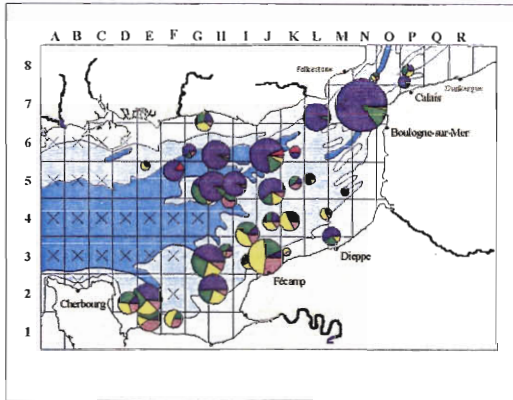 A B C D E F G H I J K L M N O P Q R
8
Folkestone
Dunkerque
Calais
7
Boulogne-sur-Mer
6
5
4
Dieppe
3
Fécamp
Cherbourg
2
1